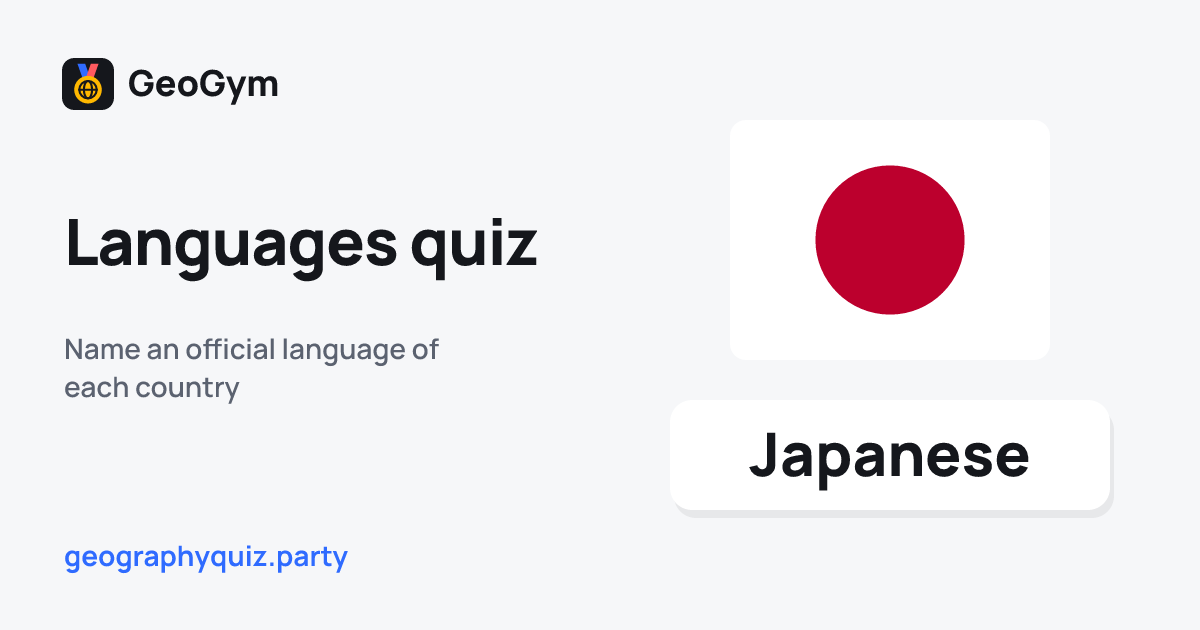 GeoGym
Languages quiz
Name an official language of
each country
Japanese
geographyquiz.party